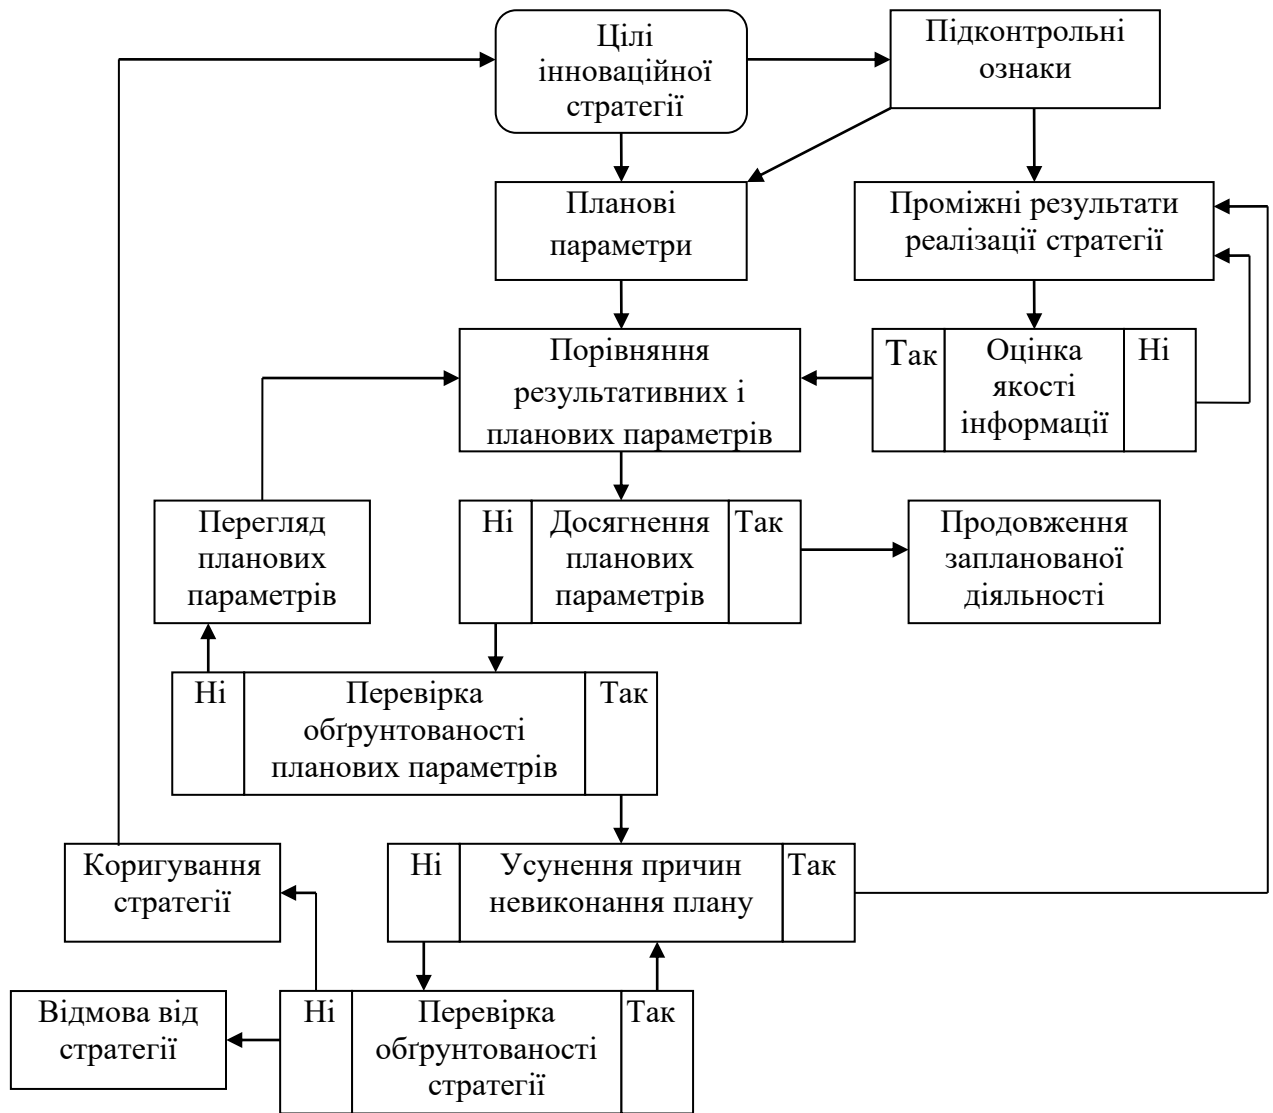 Цілі
інноваційної
стратегії
Підконтрольні
ознаки
Планові
параметри
Проміжні результати
реалізації стратегії
Порівняння
результативних і
планових параметрів
Так
Оцінка
якості
інформації
Ні
Перегляд
планових
параметрів
Ні
Досягнення
планових
параметрів
Так
Продовження
запланованої
діяльності
Ні
Перевірка
обґрунтованості
планових параметрів
Так
Коригування
стратегії
Ні
Усунення причин
невиконання плану
Так
Відмова від
стратегії
Ні
Перевірка
обґрунтованості
стратегії
Так